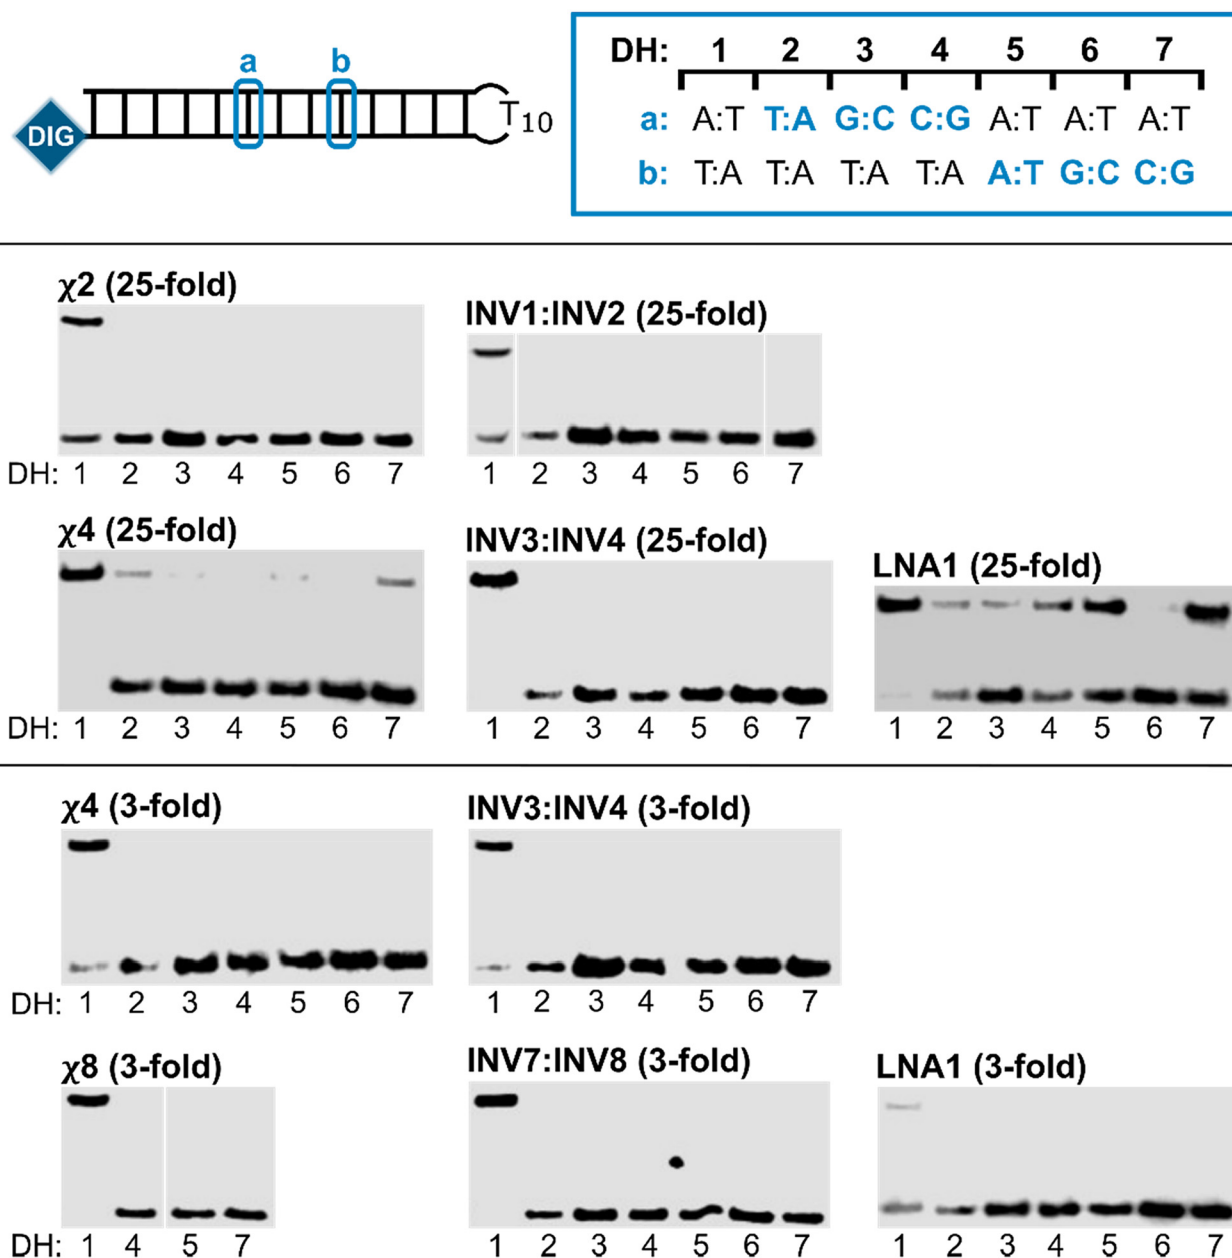 a b
DIG
T10
DH: 1 2 3 4 5 6 7
a: A:T T:A G:C C:G A:T A:T A:T
b: T:A T:A T:A T:A A:T G:C C:G
χ2 (25-fold)
DH: 1 2 3 4 5 6 7
INV1:INV2 (25-fold)
1 2 3 4 5 6 7
χ4 (25-fold)
DH: 1 2 3 4 5 6 7
INV3:INV4 (25-fold)
1 2 3 4 5 6 7
LNA1 (25-fold)
1 2 3 4 5 6 7
χ4 (3-fold)
DH: 1 2 3 4 5 6 7
INV3:INV4 (3-fold)
1 2 3 4 5 6 7
χ8 (3-fold)
DH: 1 4 5 7
INV7:INV8 (3-fold)
1 2 3 4 5 6 7
LNA1 (3-fold)
1 2 3 4 5 6 7